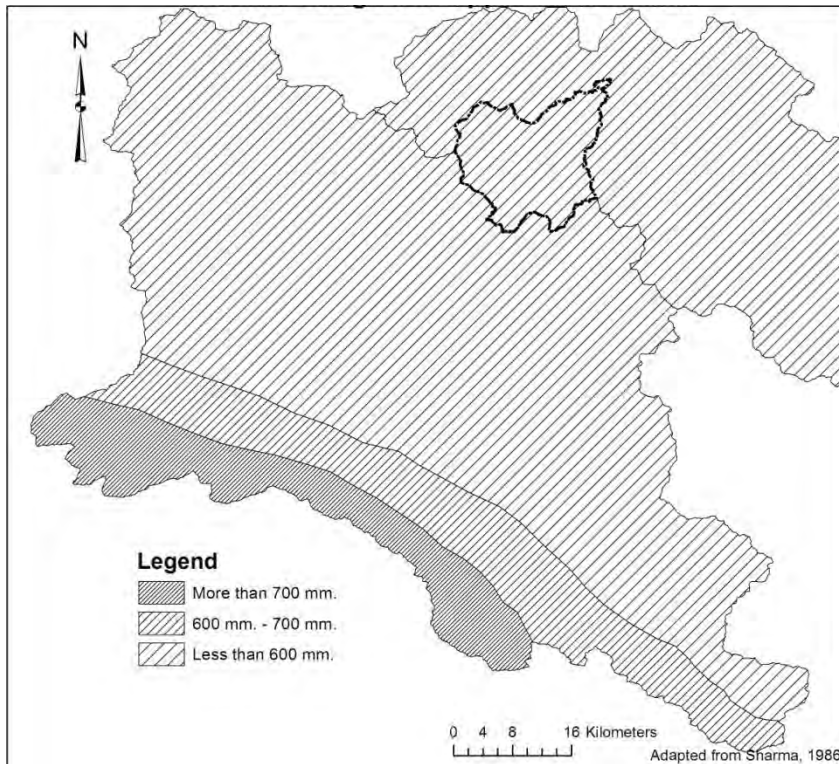 N
Legend
More than 700 mm.
600 mm. - 700 mm.
Less than 600 mm.
0 4 8 16 Kilometers
Adapted from Sharma, 1986